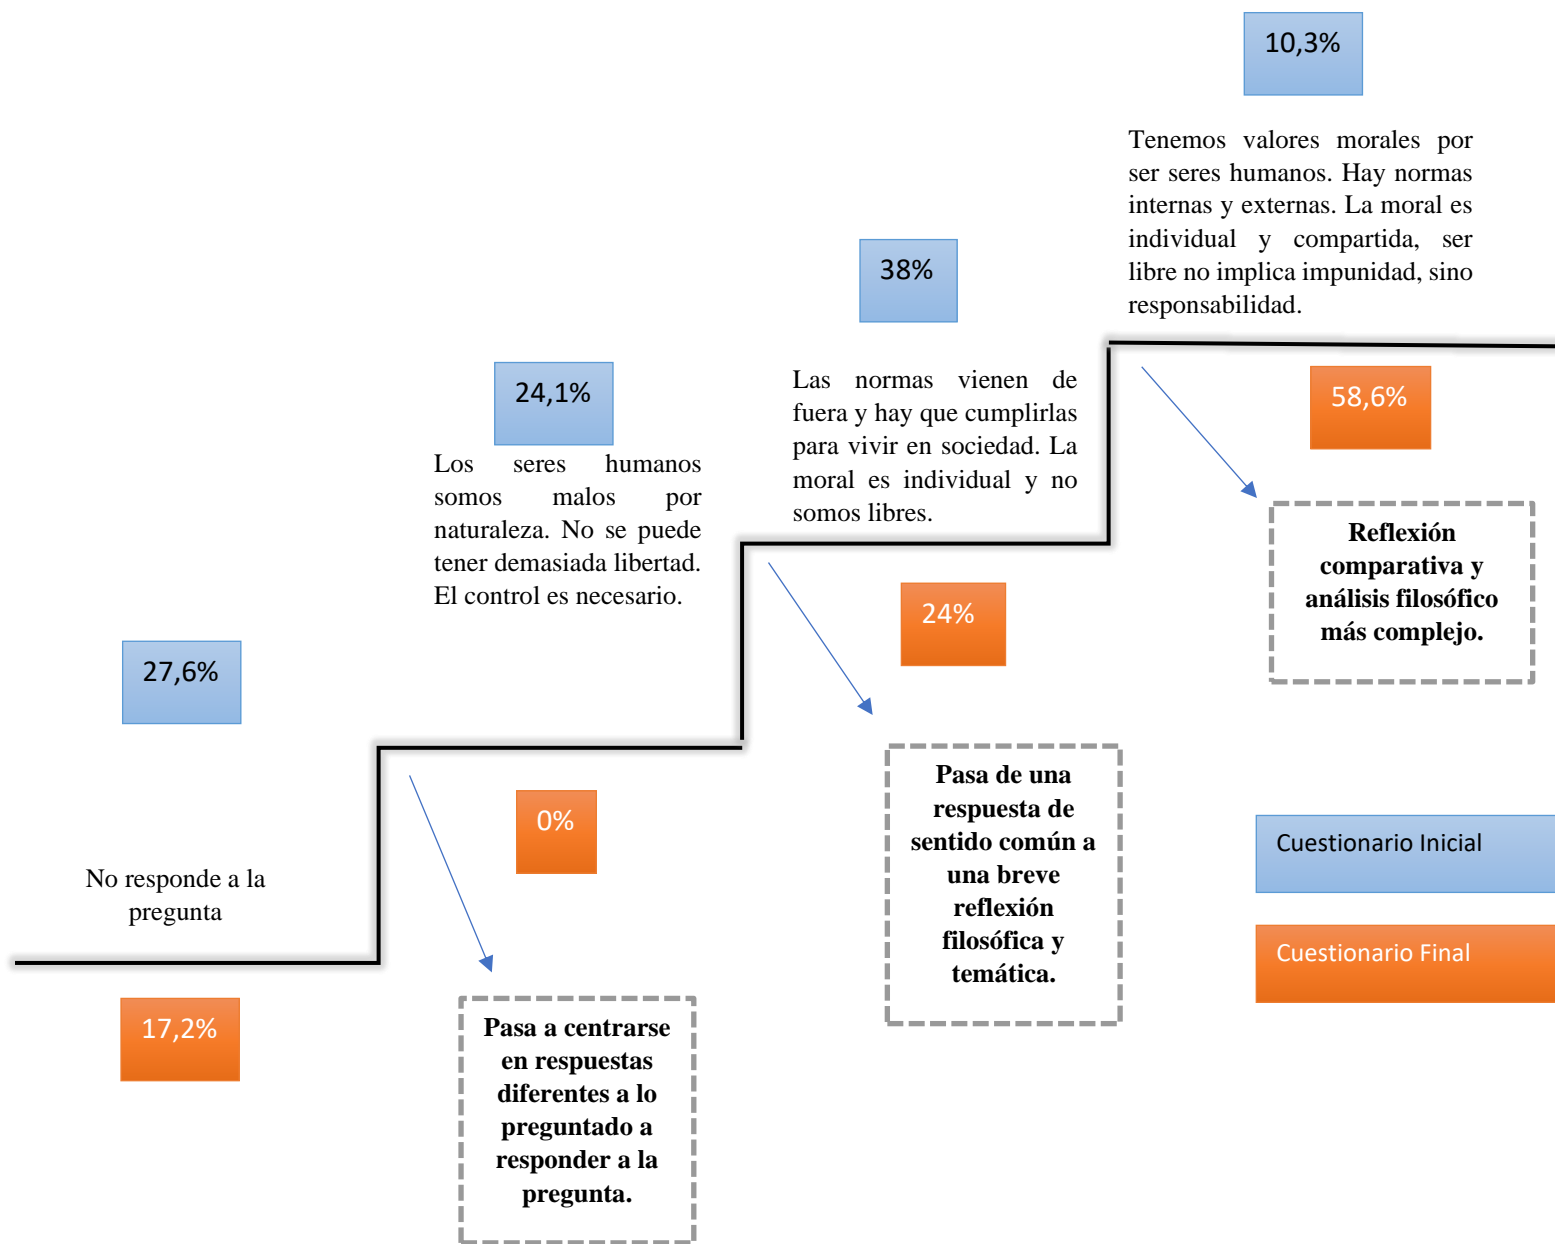 10,3%
Tenemos valores morales por
ser seres humanos. Hay normas
internas y externas. La moral es
individual y compartida, ser
libre no implica impunidad, sino
responsabilidad.
38%
Las normas vienen de
fuera y hay que cumplirlas
para vivir en sociedad. La
moral es individual y no
somos libres.
24,1%
Los seres humanos
somos malos por
naturaleza. No se puede
tener demasiada libertad.
El control es necesario.
27,6%
No responde a la
pregunta
17,2%
0%
Pasa a centrarse
en respuestas
diferentes a lo
preguntado a
responder a la
pregunta.
24%
Pasa de una
respuesta de
sentido común a
una breve
reflexión
filosófica y
temática.
58,6%
Reflexión
comparativa y
análisis filosófico
más complejo.
Cuestionario Inicial
Cuestionario Final